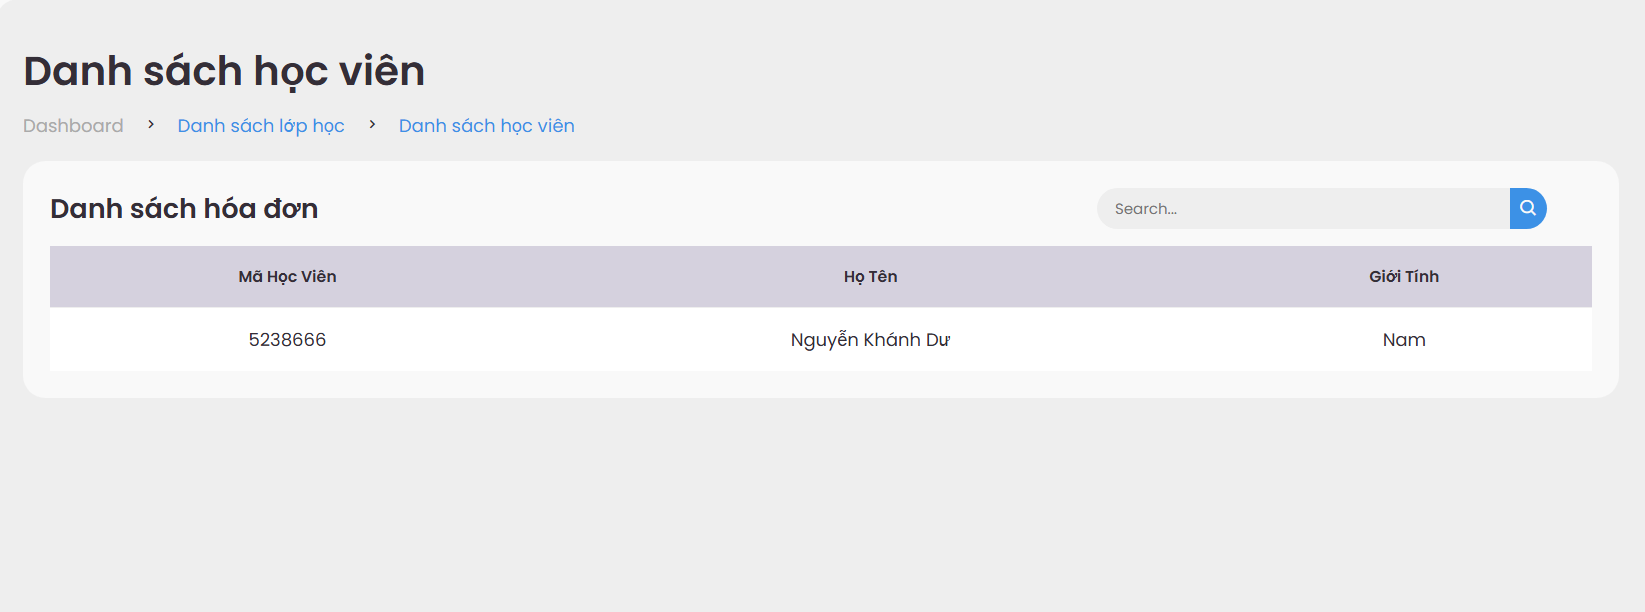 Danh sách học viên
Dashboard > Danh sách lớp học > Danh sách học viên
Danh sách hóa đơn Search...
Mã Học Viên Họ Tên Giới Tính
5238666 Nguyễn Khánh Dư Nam